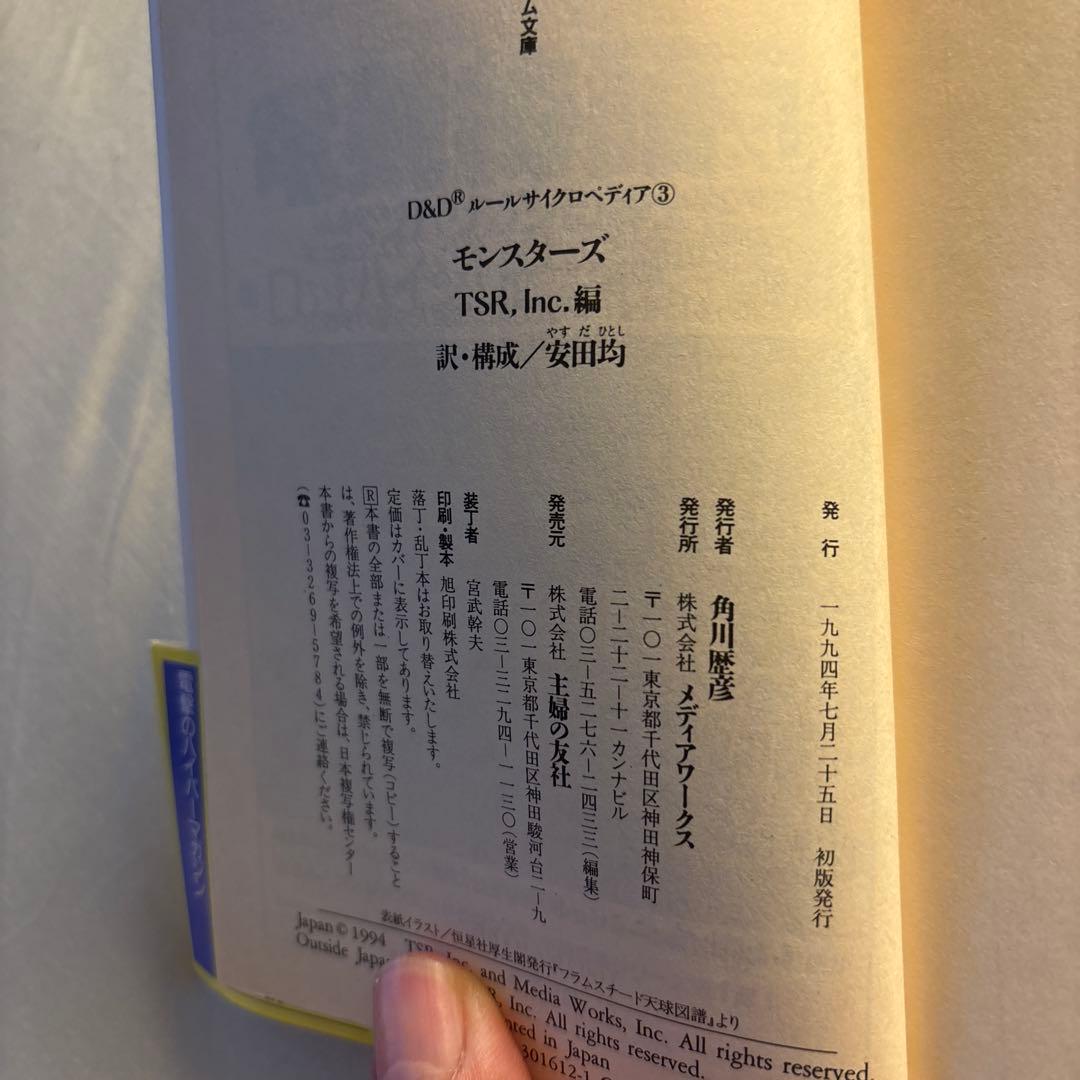 ム文庫
D&D® ルールサイクロペディア③
モンスターズ
TSR, Inc.編
やす だ ひとし
訳・構成／安田均
発 行 一九九四年七月二十五日 初版発行
発行者 角川歴彦
発行所 株式会社 メディアワークス
〒一〇一東京都千代田区神田神保町
二―二十二―十一カンナビル
電話〇三―五二七六―二四三三(編集)
発売元 株式会社 主婦の友社
〒一〇一東京都千代田区神田駿河台二―九
電話〇三―三二九四―一一三〇(営業)
装丁者 宮武幹夫
印刷・製本 旭印刷株式会社
落丁・乱丁本はお取り替えいたします。
定価はカバーに表示してあります。
Ⓡ本書の全部または一部を無断で複写(コピー)すること
は、著作権法上での例外を除き、禁じられています。
本書からの複写を希望される場合は、日本複写権センター
(☎03―3269―5784)にご連絡ください。
表紙イラスト／恒星社厚生閣発行『フラムスチード天球図譜』より
Japan © 1994 TSR, Inc. and Media Works, Inc. All rights reserved.
Outside Japan Inc. All rights reserved.
in Japan
301612-1
電撃のハイパーマガジン